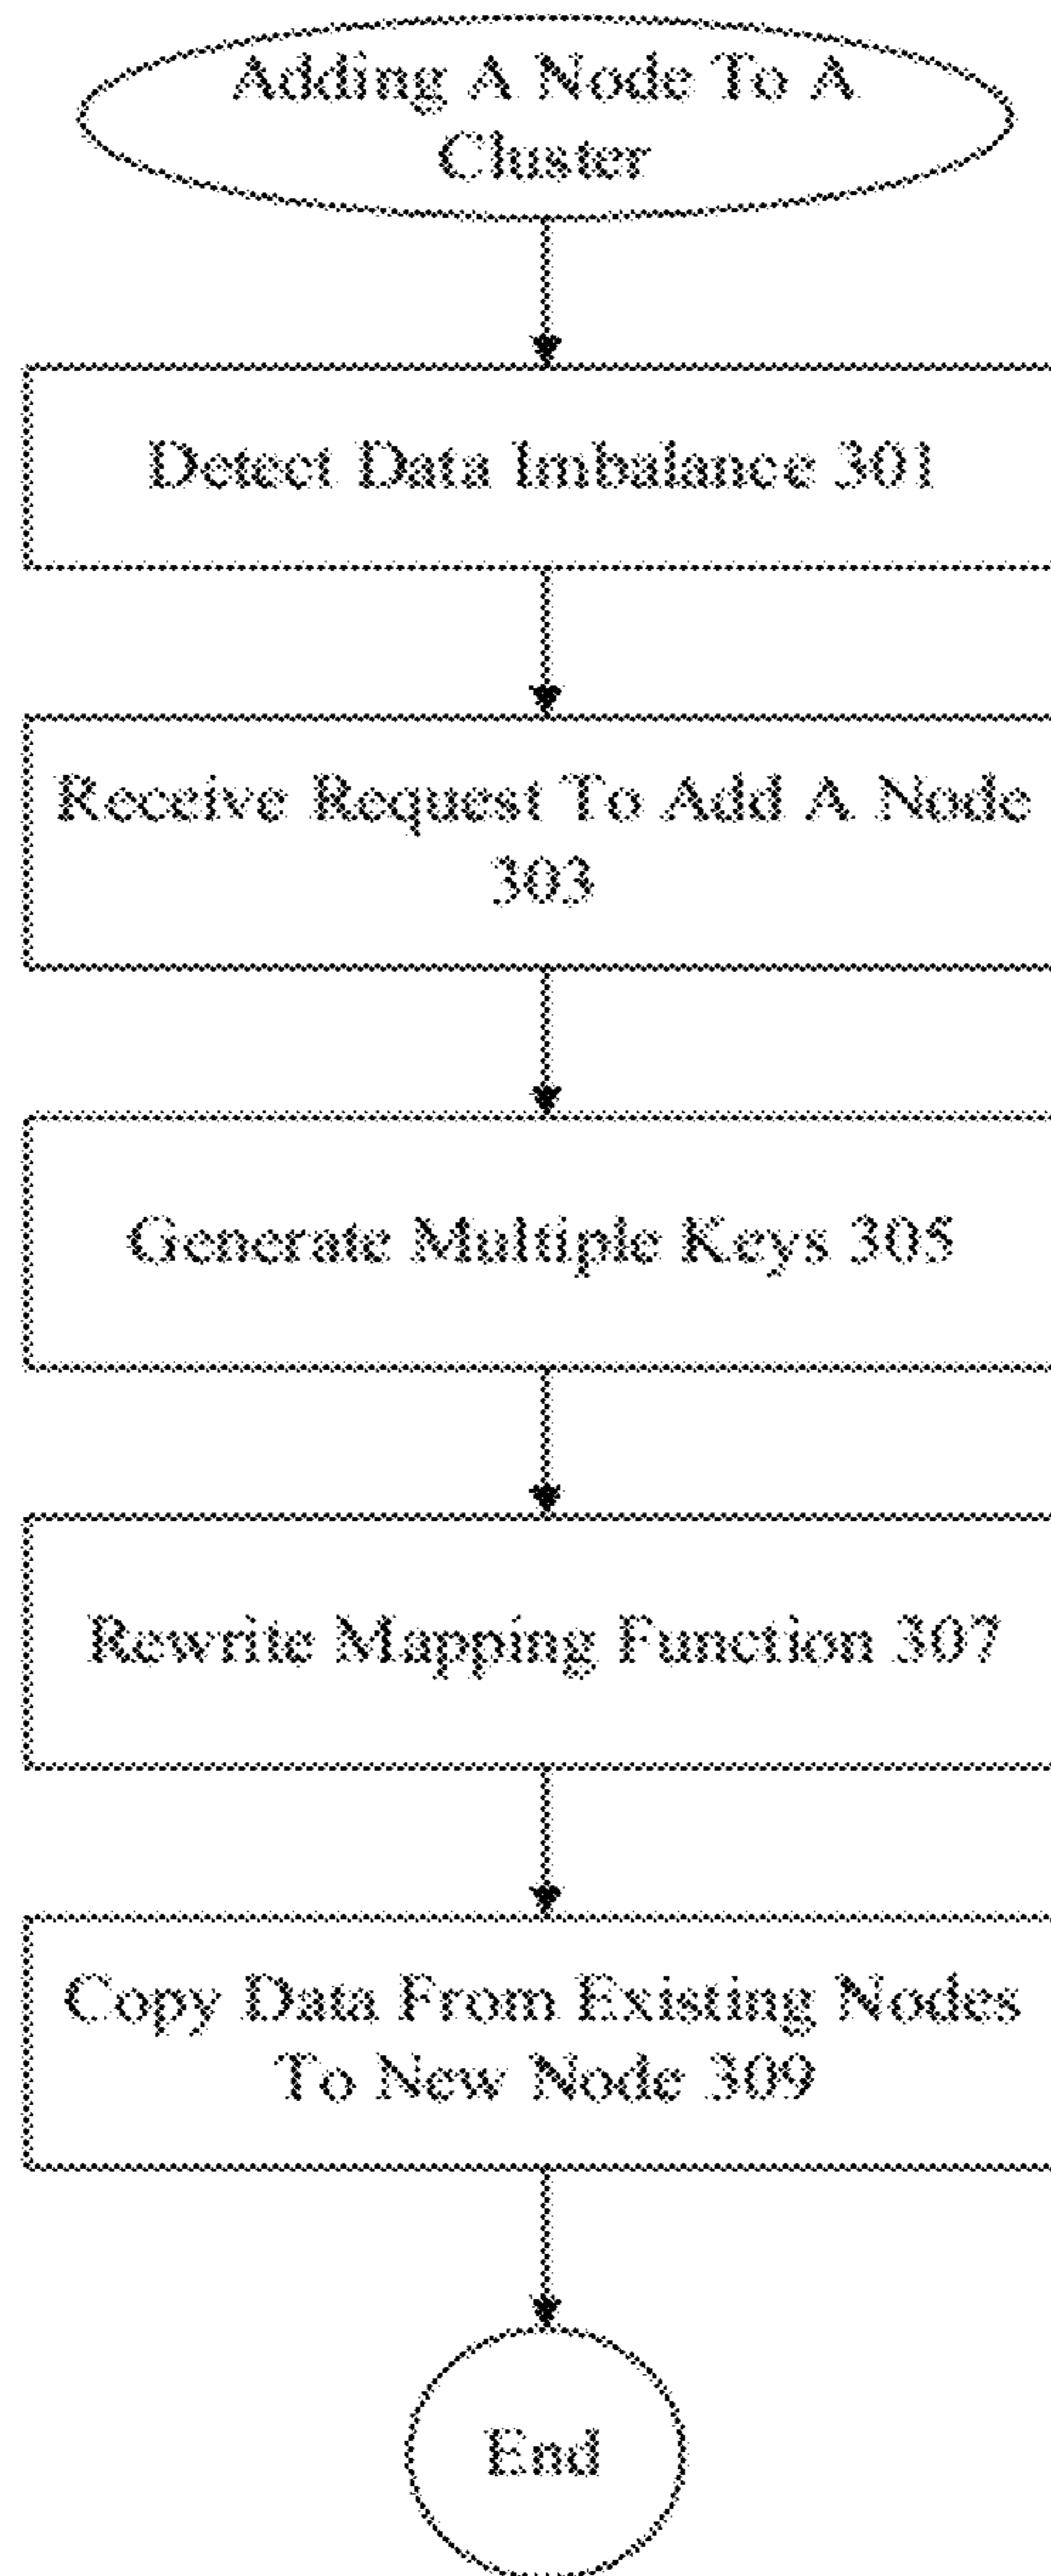 Adding A Node To A
Cluster
Detect Data Imbalance 301
Receive Request To Add A Node
303
Generate Multiple Keys 305
Rewrite Mapping Function 307
Copy Data From Existing Nodes
To New Node 309
End